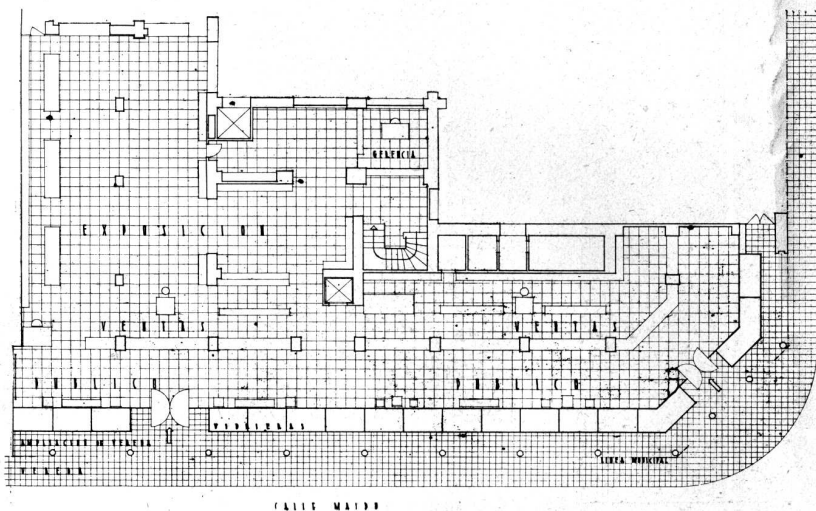 GERENCIA
EXPOSICION
VENTAS
VENTAS
PUBLICO
PUBLICO
VIDRIERAS
AMPLIACION DE VEREDA
LINEA MUNICIPAL
VEREDA
CALLE MAIPU